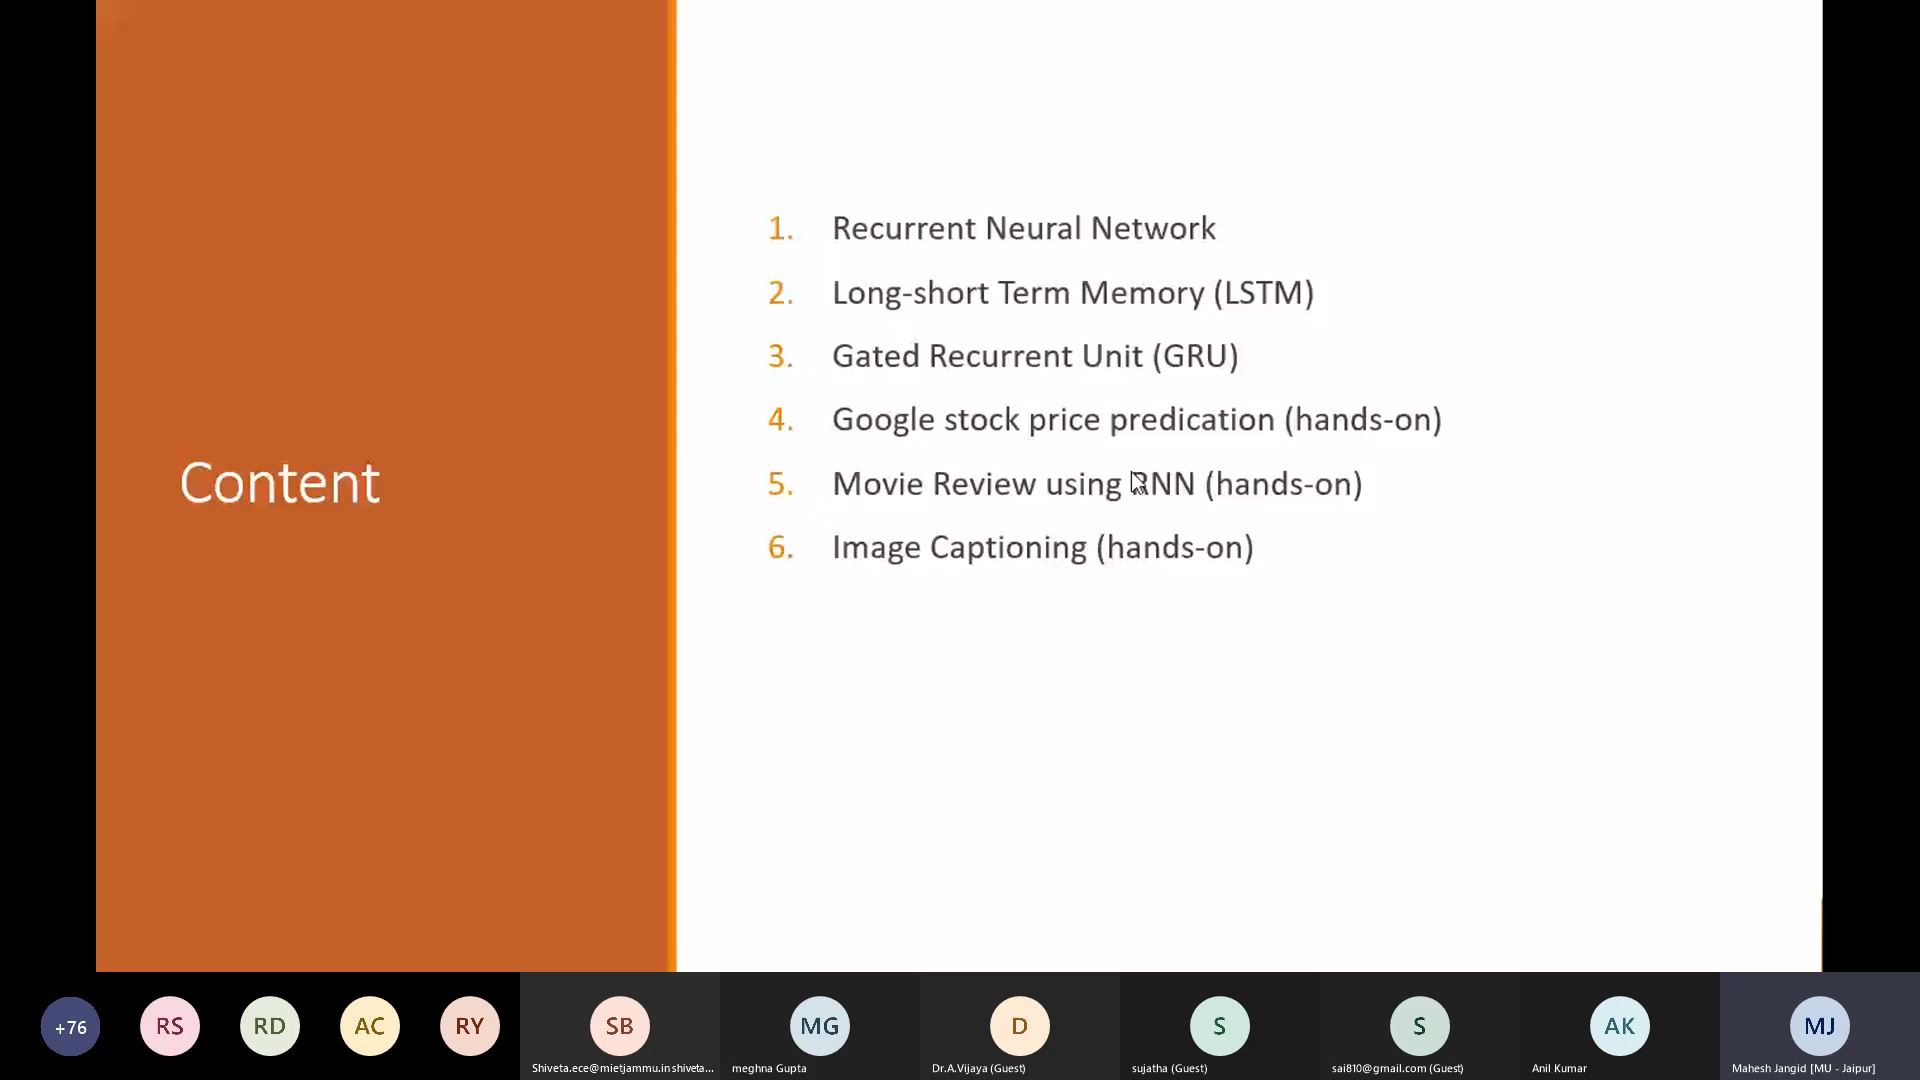 Content
1. Recurrent Neural Network
2. Long-short Term Memory (LSTM)
3. Gated Recurrent Unit (GRU)
4. Google stock price predication (hands-on)
5. Movie Review using RNN (hands-on)
6. Image Captioning (hands-on)
+76 RS RD AC RY SB MG D S S AK MJ
Shiveta.ece@mietjammu.in shiveta... meghna Gupta Dr.A.Vijaya (Guest) sujatha (Guest) sai810@gmail.com (Guest) Anil Kumar Mahesh Jangid [MU - Jaipur]